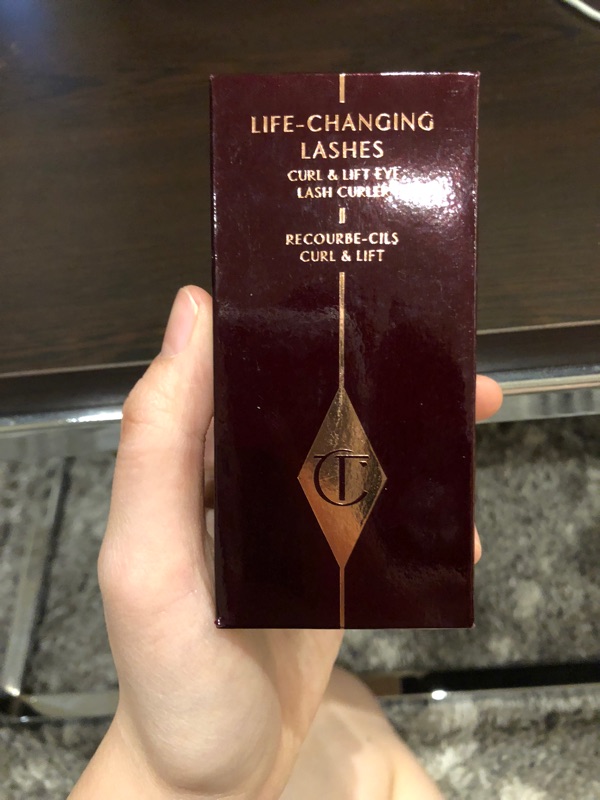 LIFE-CHANGING
LASHES
CURL & LIFT EYE
LASH CURLER
RECOURBE-CILS
CURL & LIFT
CT